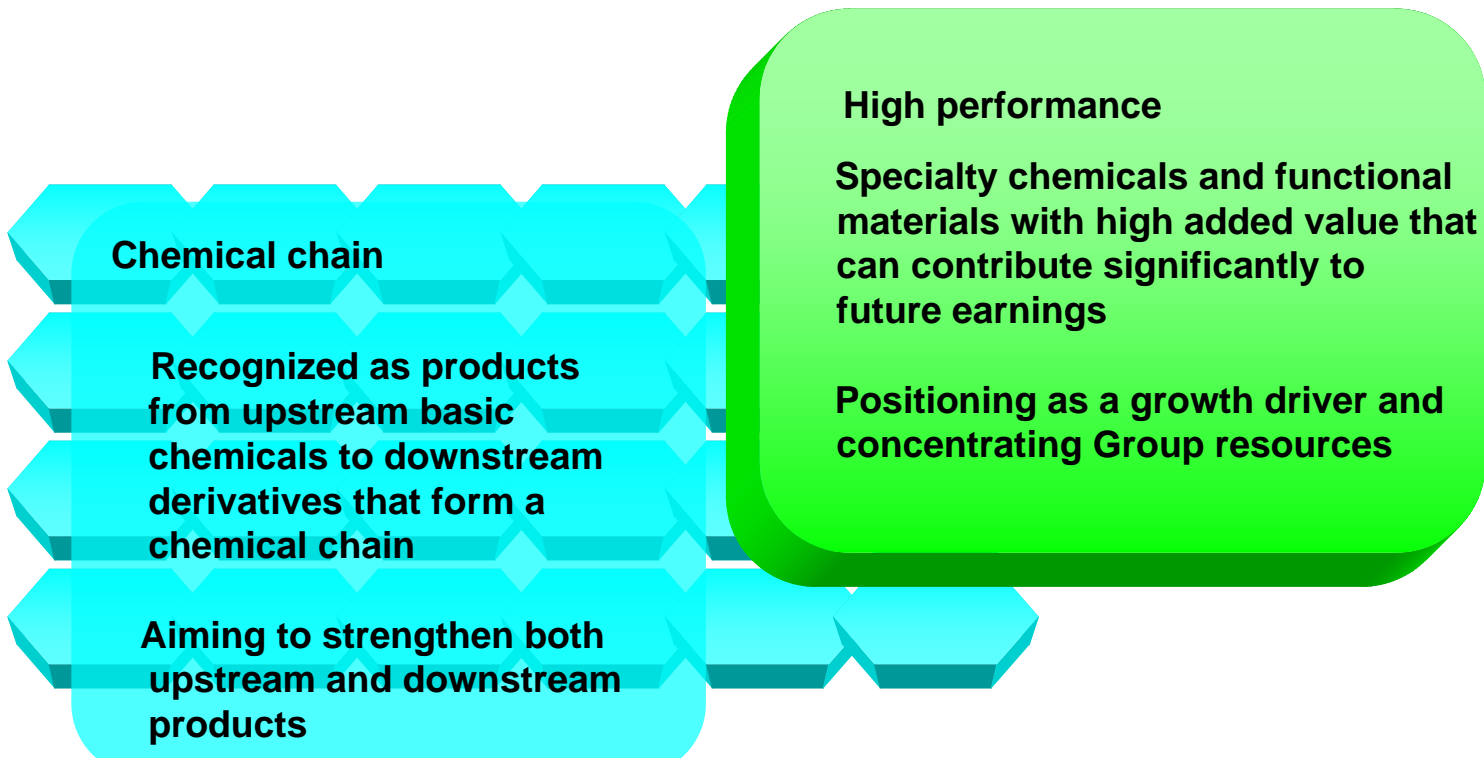 Chemical chain
Recognized as products
from upstream basic
chemicals to downstream
derivatives that form a
chemical chain
Aiming to strengthen both
upstream and downstream
products
High performance
Specialty chemicals and functional
materials with high added value that
can contribute significantly to
future earnings
Positioning as a growth driver and
concentrating Group resources